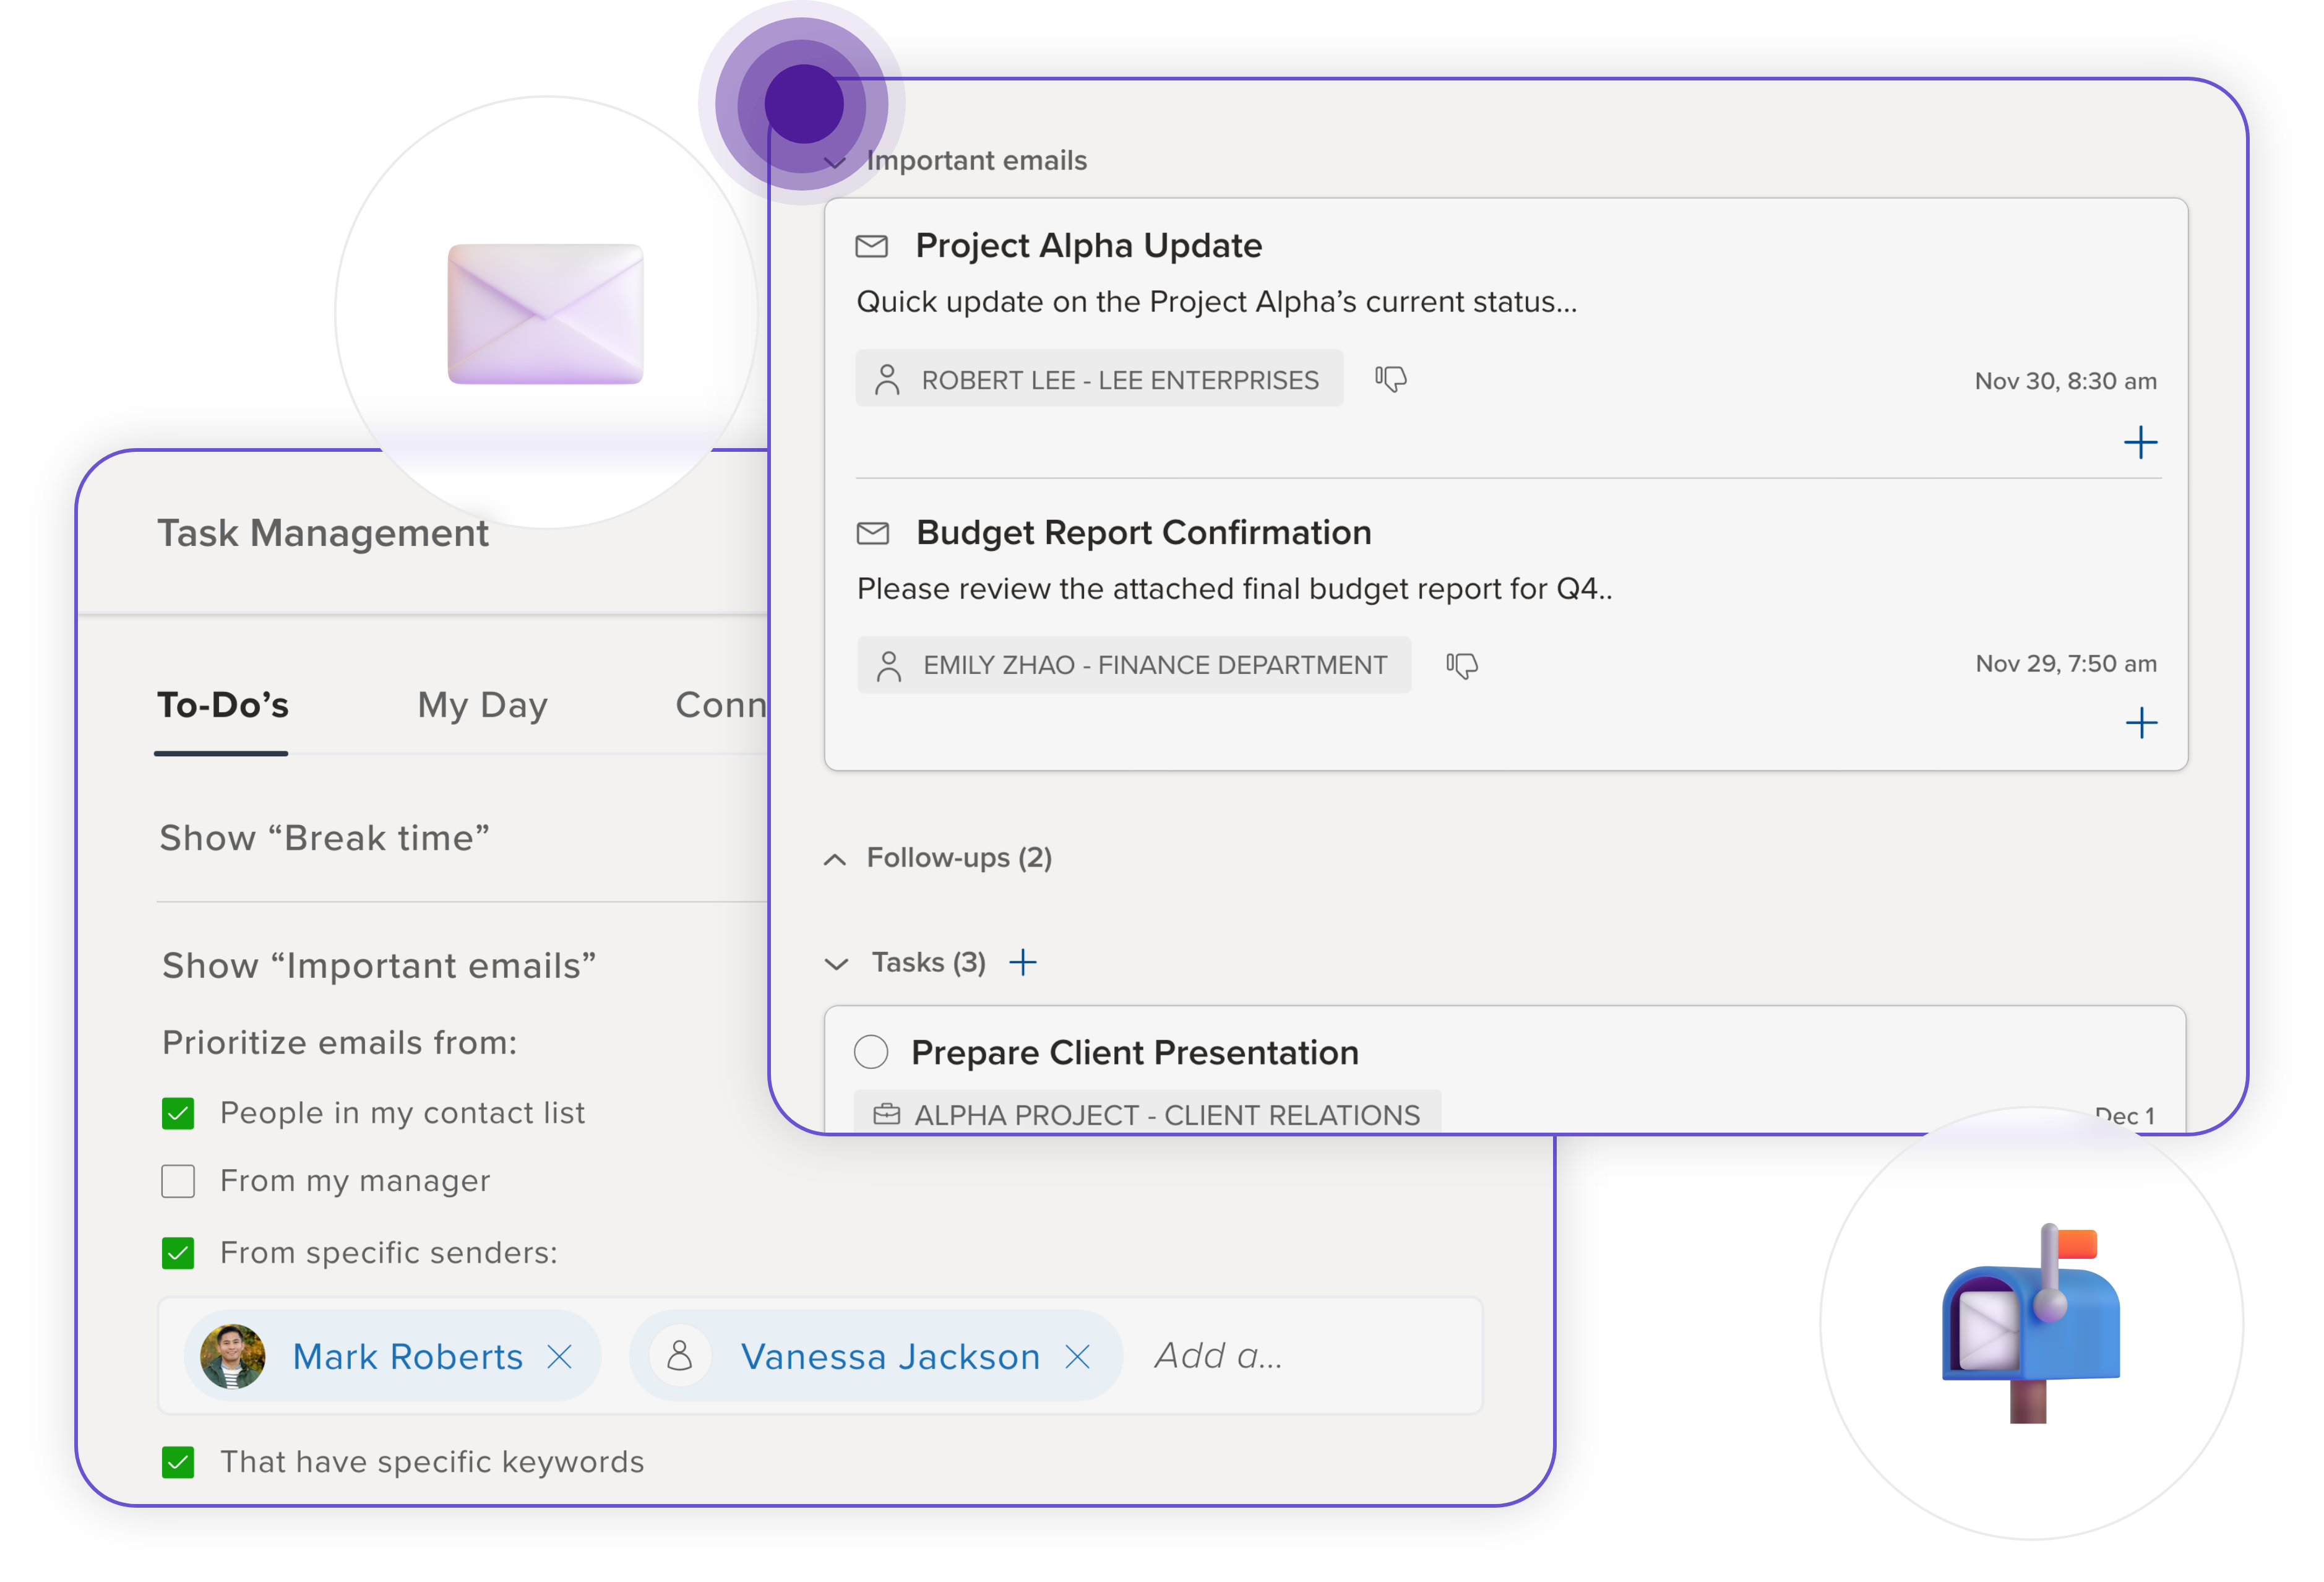 Important emails
Project Alpha Update
Quick update on the Project Alpha’s current status...
ROBERT LEE - LEE ENTERPRISES
Nov 30, 8:30 am
Budget Report Confirmation
Please review the attached final budget report for Q4..
EMILY ZHAO - FINANCE DEPARTMENT
Nov 29, 7:50 am
Follow-ups (2)
Tasks (3)
Prepare Client Presentation
ALPHA PROJECT - CLIENT RELATIONS
Dec 1
Task Management
To-Do’s My Day Conn
Show “Break time”
Show “Important emails”
Prioritize emails from:
People in my contact list
From my manager
From specific senders:
Mark Roberts Vanessa Jackson Add a...
That have specific keywords